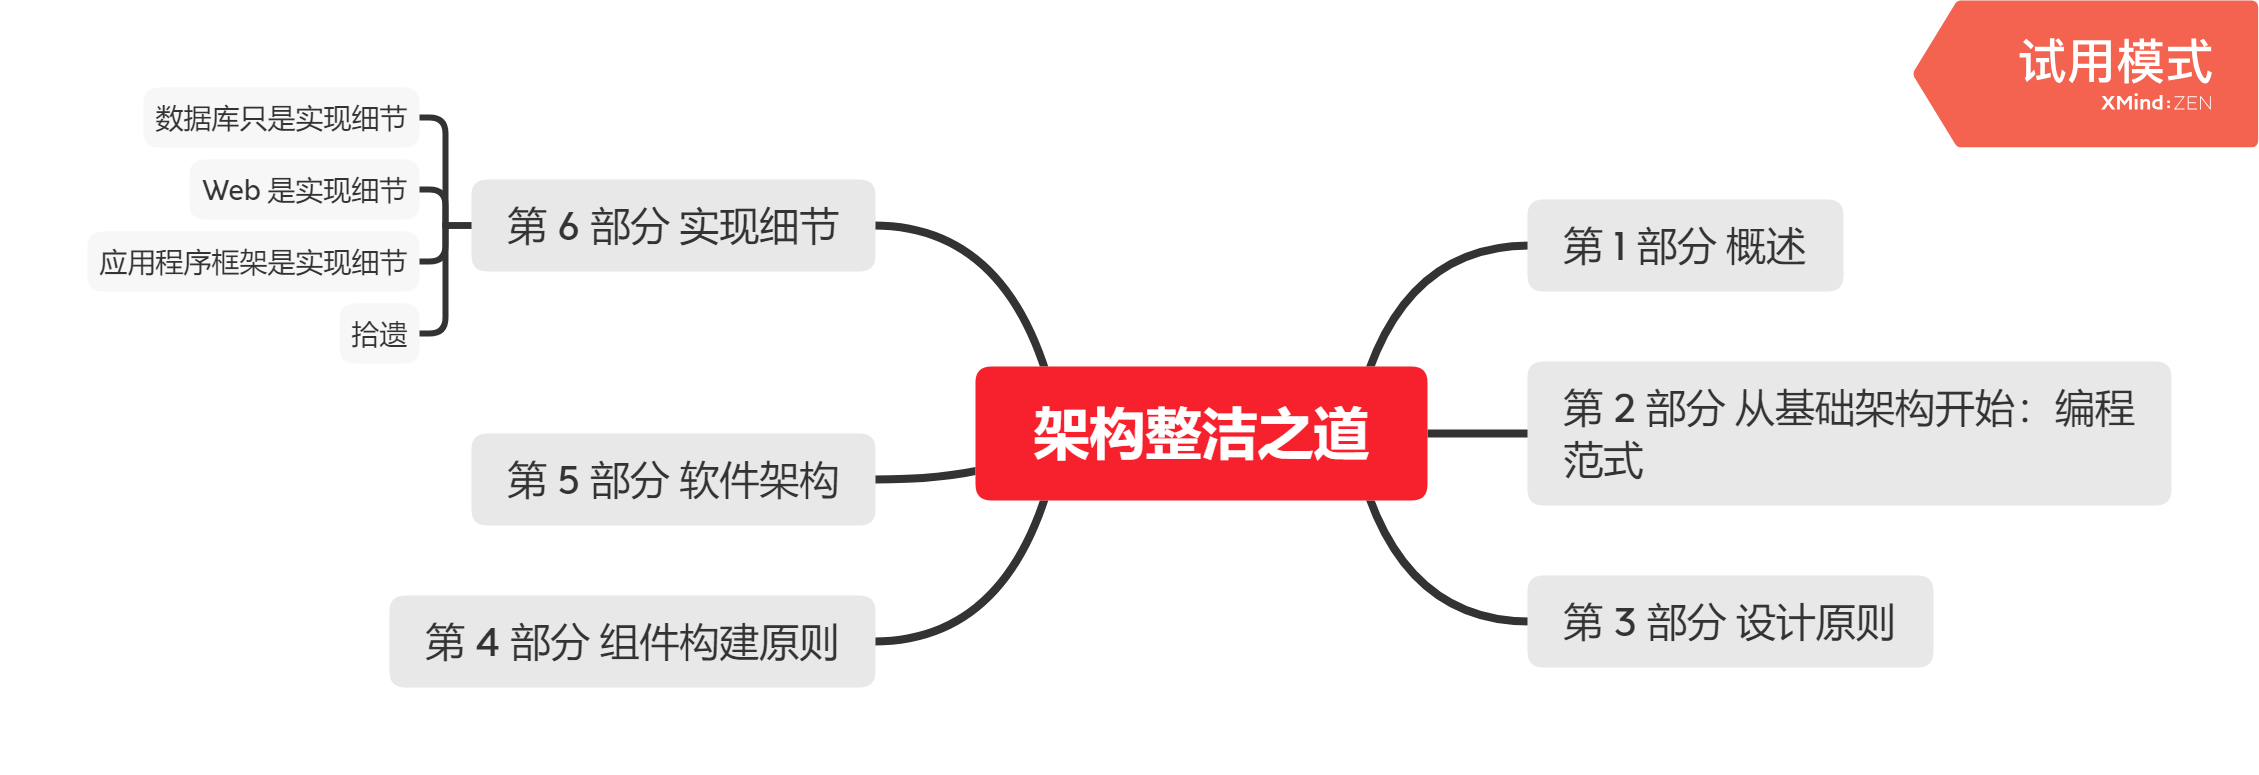 试用模式
XMind:ZEN
数据库只是实现细节
Web 是实现细节
应用程序框架是实现细节
拾遗
第 6 部分 实现细节
第 5 部分 软件架构
第 4 部分 组件构建原则
架构整洁之道
第 1 部分 概述
第 2 部分 从基础架构开始：编程
范式
第 3 部分 设计原则